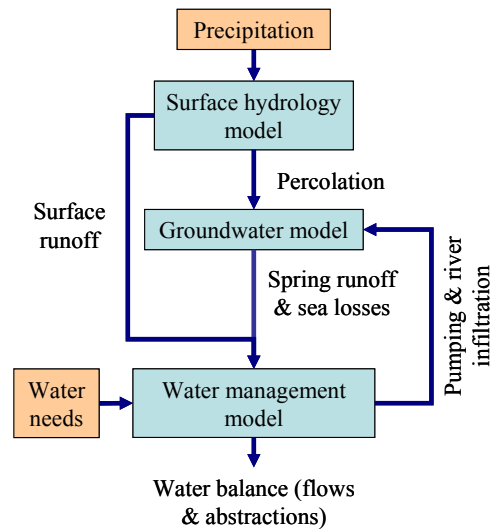 Precipitation
Surface hydrology
model
Percolation
Surface
runoff
Groundwater model
Spring runoff
& sea losses
Pumping & river
infiltration
Water
needs
Water management
model
Water balance (flows
& abstractions)